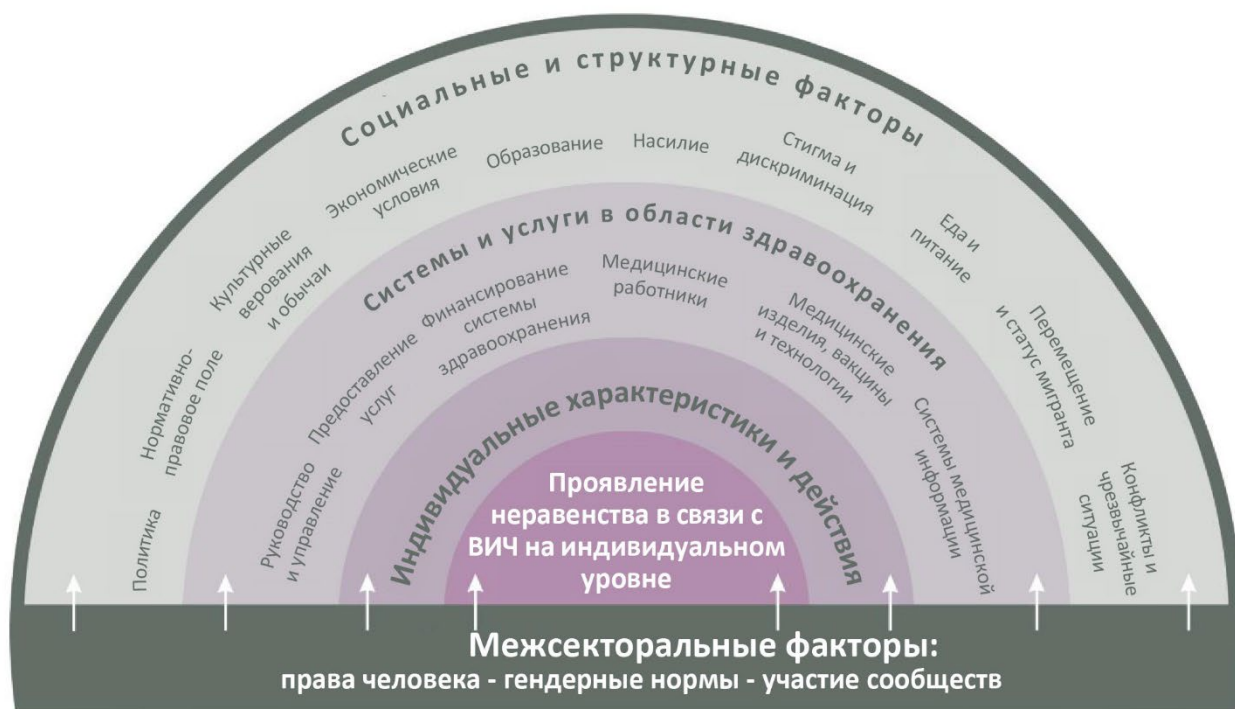 Социальные и структурные факторы
Политика
Нормативно-
правовое поле
Культурные
верования
и обычаи
Экономические
условия
Образование
Насилие
Стигма и
дискриминация
Еда и
питание
Перемещение
и статус мигранта
Конфликты и
чрезвычайные
ситуации
Системы и услуги в области здравоохранения
Руководство
и управление
Предоставление
услуг
Финансирование
системы
здравоохранения
Медицинские
работники
Медицинские
изделия, вакцины
и технологии
Системы медицинской
информации
Индивидуальные характеристики и действия
Проявление
неравенства в связи с
ВИЧ на индивидуальном
уровне
Межсекторальные факторы:
права человека - гендерные нормы - участие сообществ